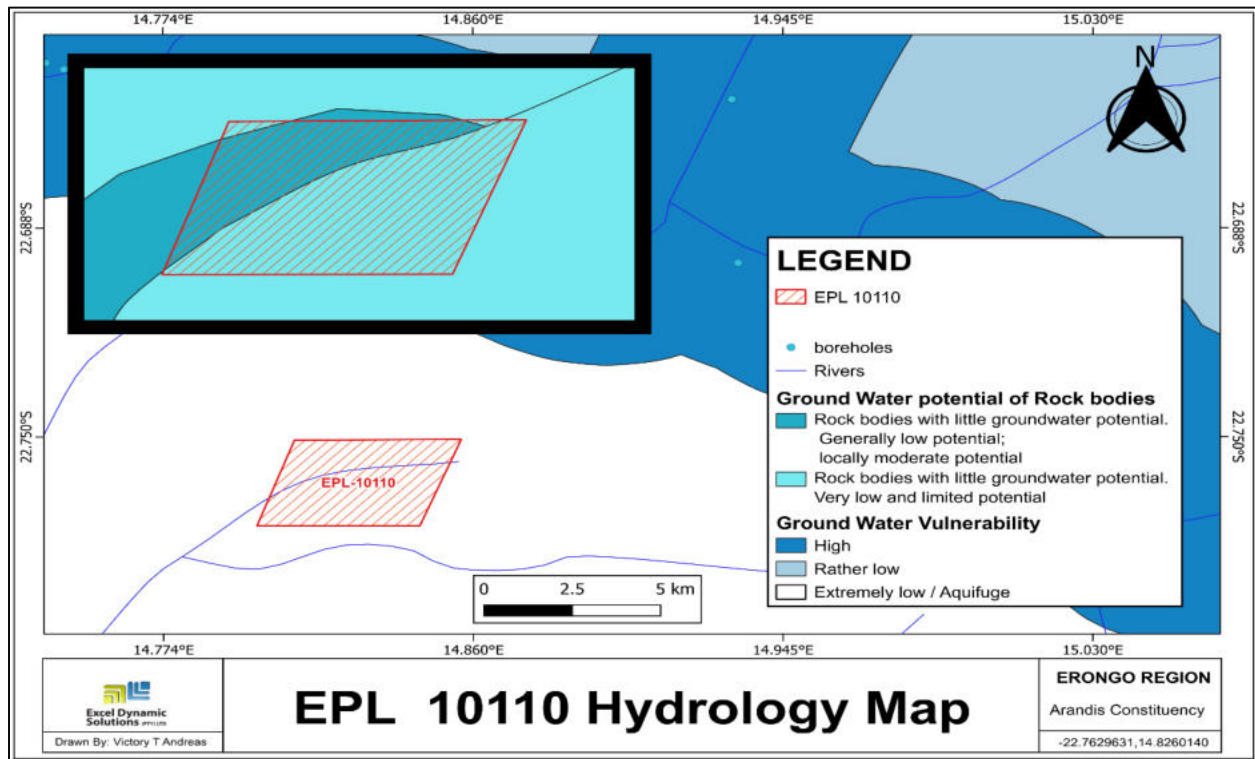 14.774°E 14.860°E 14.945°E 15.030°E
N
22.688°S
22.688°S
LEGEND
EPL 10110
boreholes
Rivers
Ground Water potential of Rock bodies
Rock bodies with little groundwater potential.
Generally low potential;
locally moderate potential
Rock bodies with little groundwater potential.
Very low and limited potential
Ground Water Vulnerability
High
Rather low
Extremely low / Aquifuge
22.750°S
22.750°S
EPL-10110
0 2.5 5 km
14.774°E 14.860°E 14.945°E 15.030°E
Excel Dynamic
Solutions (PTY) LTD
Drawn By: Victory T Andreas
EPL 10110 Hydrology Map
ERONGO REGION
Arandis Constituency
-22.7629631,14.8260140